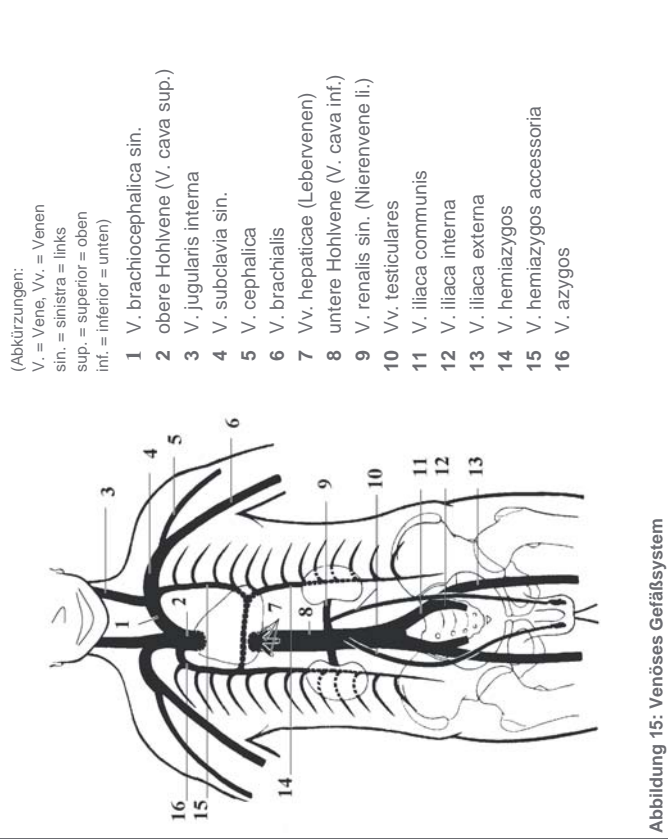 (Abkürzungen:
V. = Vene, Vv. = Venen
sin. = sinistra = links
sup. = superior = oben
inf. = inferior = unten)
1 V. brachiocephalica sin.
2 obere Hohlvene (V. cava sup.)
3 V. jugularis interna
4 V. subclavia sin.
5 V. cephalica
6 V. brachialis
7 Vv. hepaticae (Lebervenen)
8 untere Hohlvene (V. cava inf.)
9 V. renalis sin. (Nierenvene li.)
10 Vv. testiculares
11 V. iliaca communis
12 V. iliaca interna
13 V. iliaca externa
14 V. hemiazygos
15 V. hemiazygos accessoria
16 V. azygos
3
4
5
6
1
2
16
15
7
8
14
9
10
11
12
13
Abbildung 15: Venöses Gefäßsystem